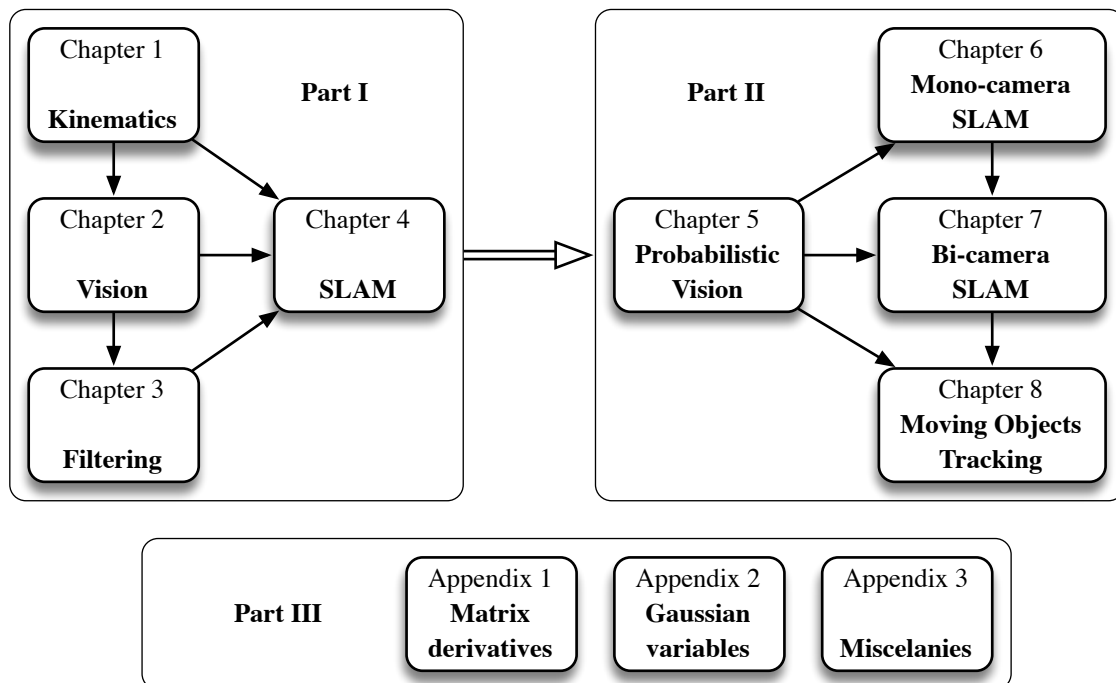 Part I
Chapter 1
Kinematics
Chapter 2
Vision
Chapter 3
Filtering
Chapter 4
SLAM
Part II
Chapter 5
Probabilistic
Vision
Chapter 6
Mono-camera
SLAM
Chapter 7
Bi-camera
SLAM
Chapter 8
Moving Objects
Tracking
Part III
Appendix 1
Matrix
derivatives
Appendix 2
Gaussian
variables
Appendix 3
Miscelanies